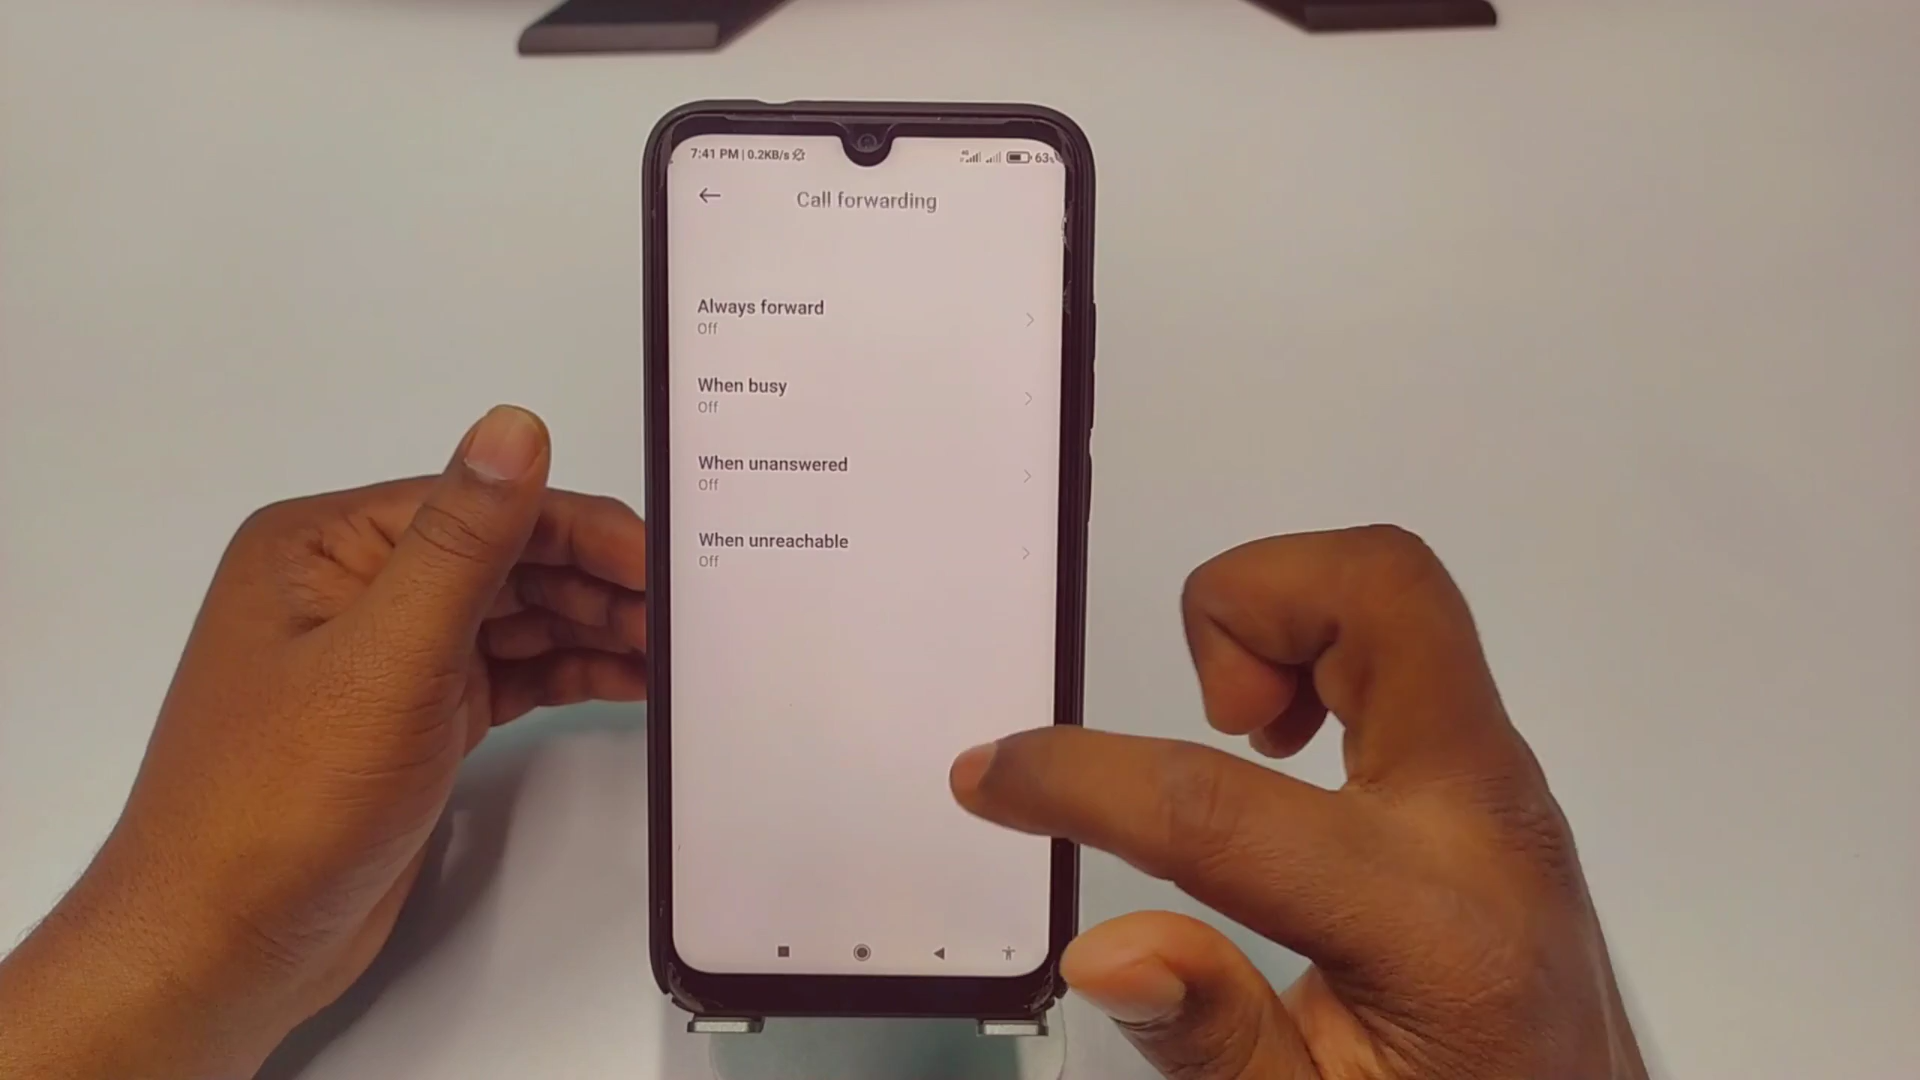 7:41 PM | 0.2KB/s
63%
Call forwarding
Always forward
Off
When busy
Off
When unanswered
Off
When unreachable
Off